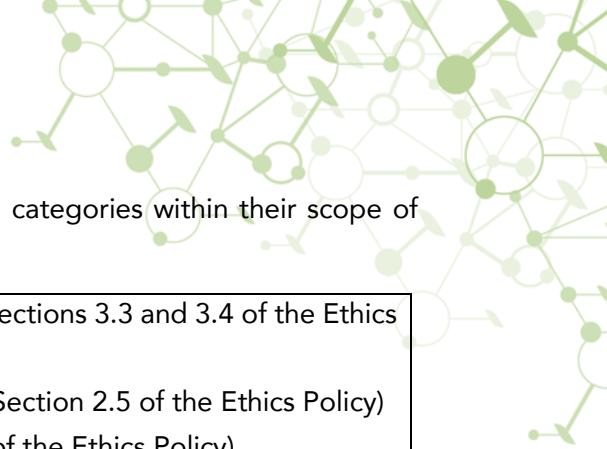 categories within their scope of
ections 3.3 and 3.4 of the Ethics
Section 2.5 of the Ethics Policy)
of the Ethics Policy)